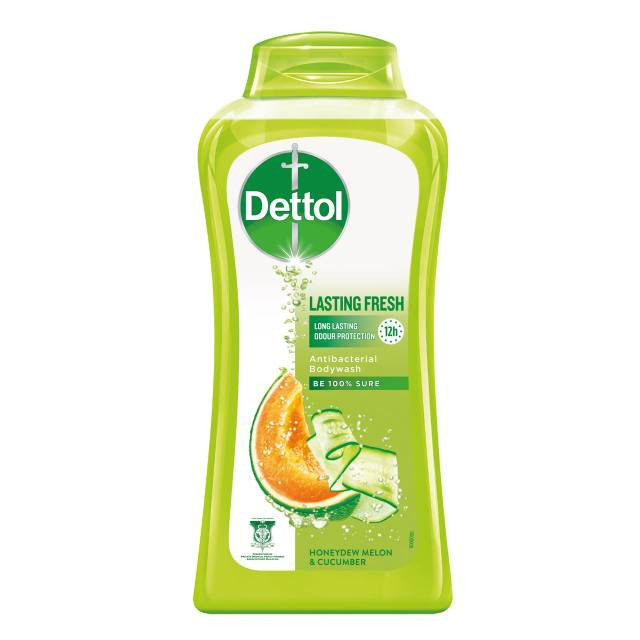 Dettol
LASTING FRESH
LONG LASTING
ODOUR PROTECTION
12h
Antibacterial
Bodywash
BE 100% SURE
HONEYDEW MELON
& CUCUMBER